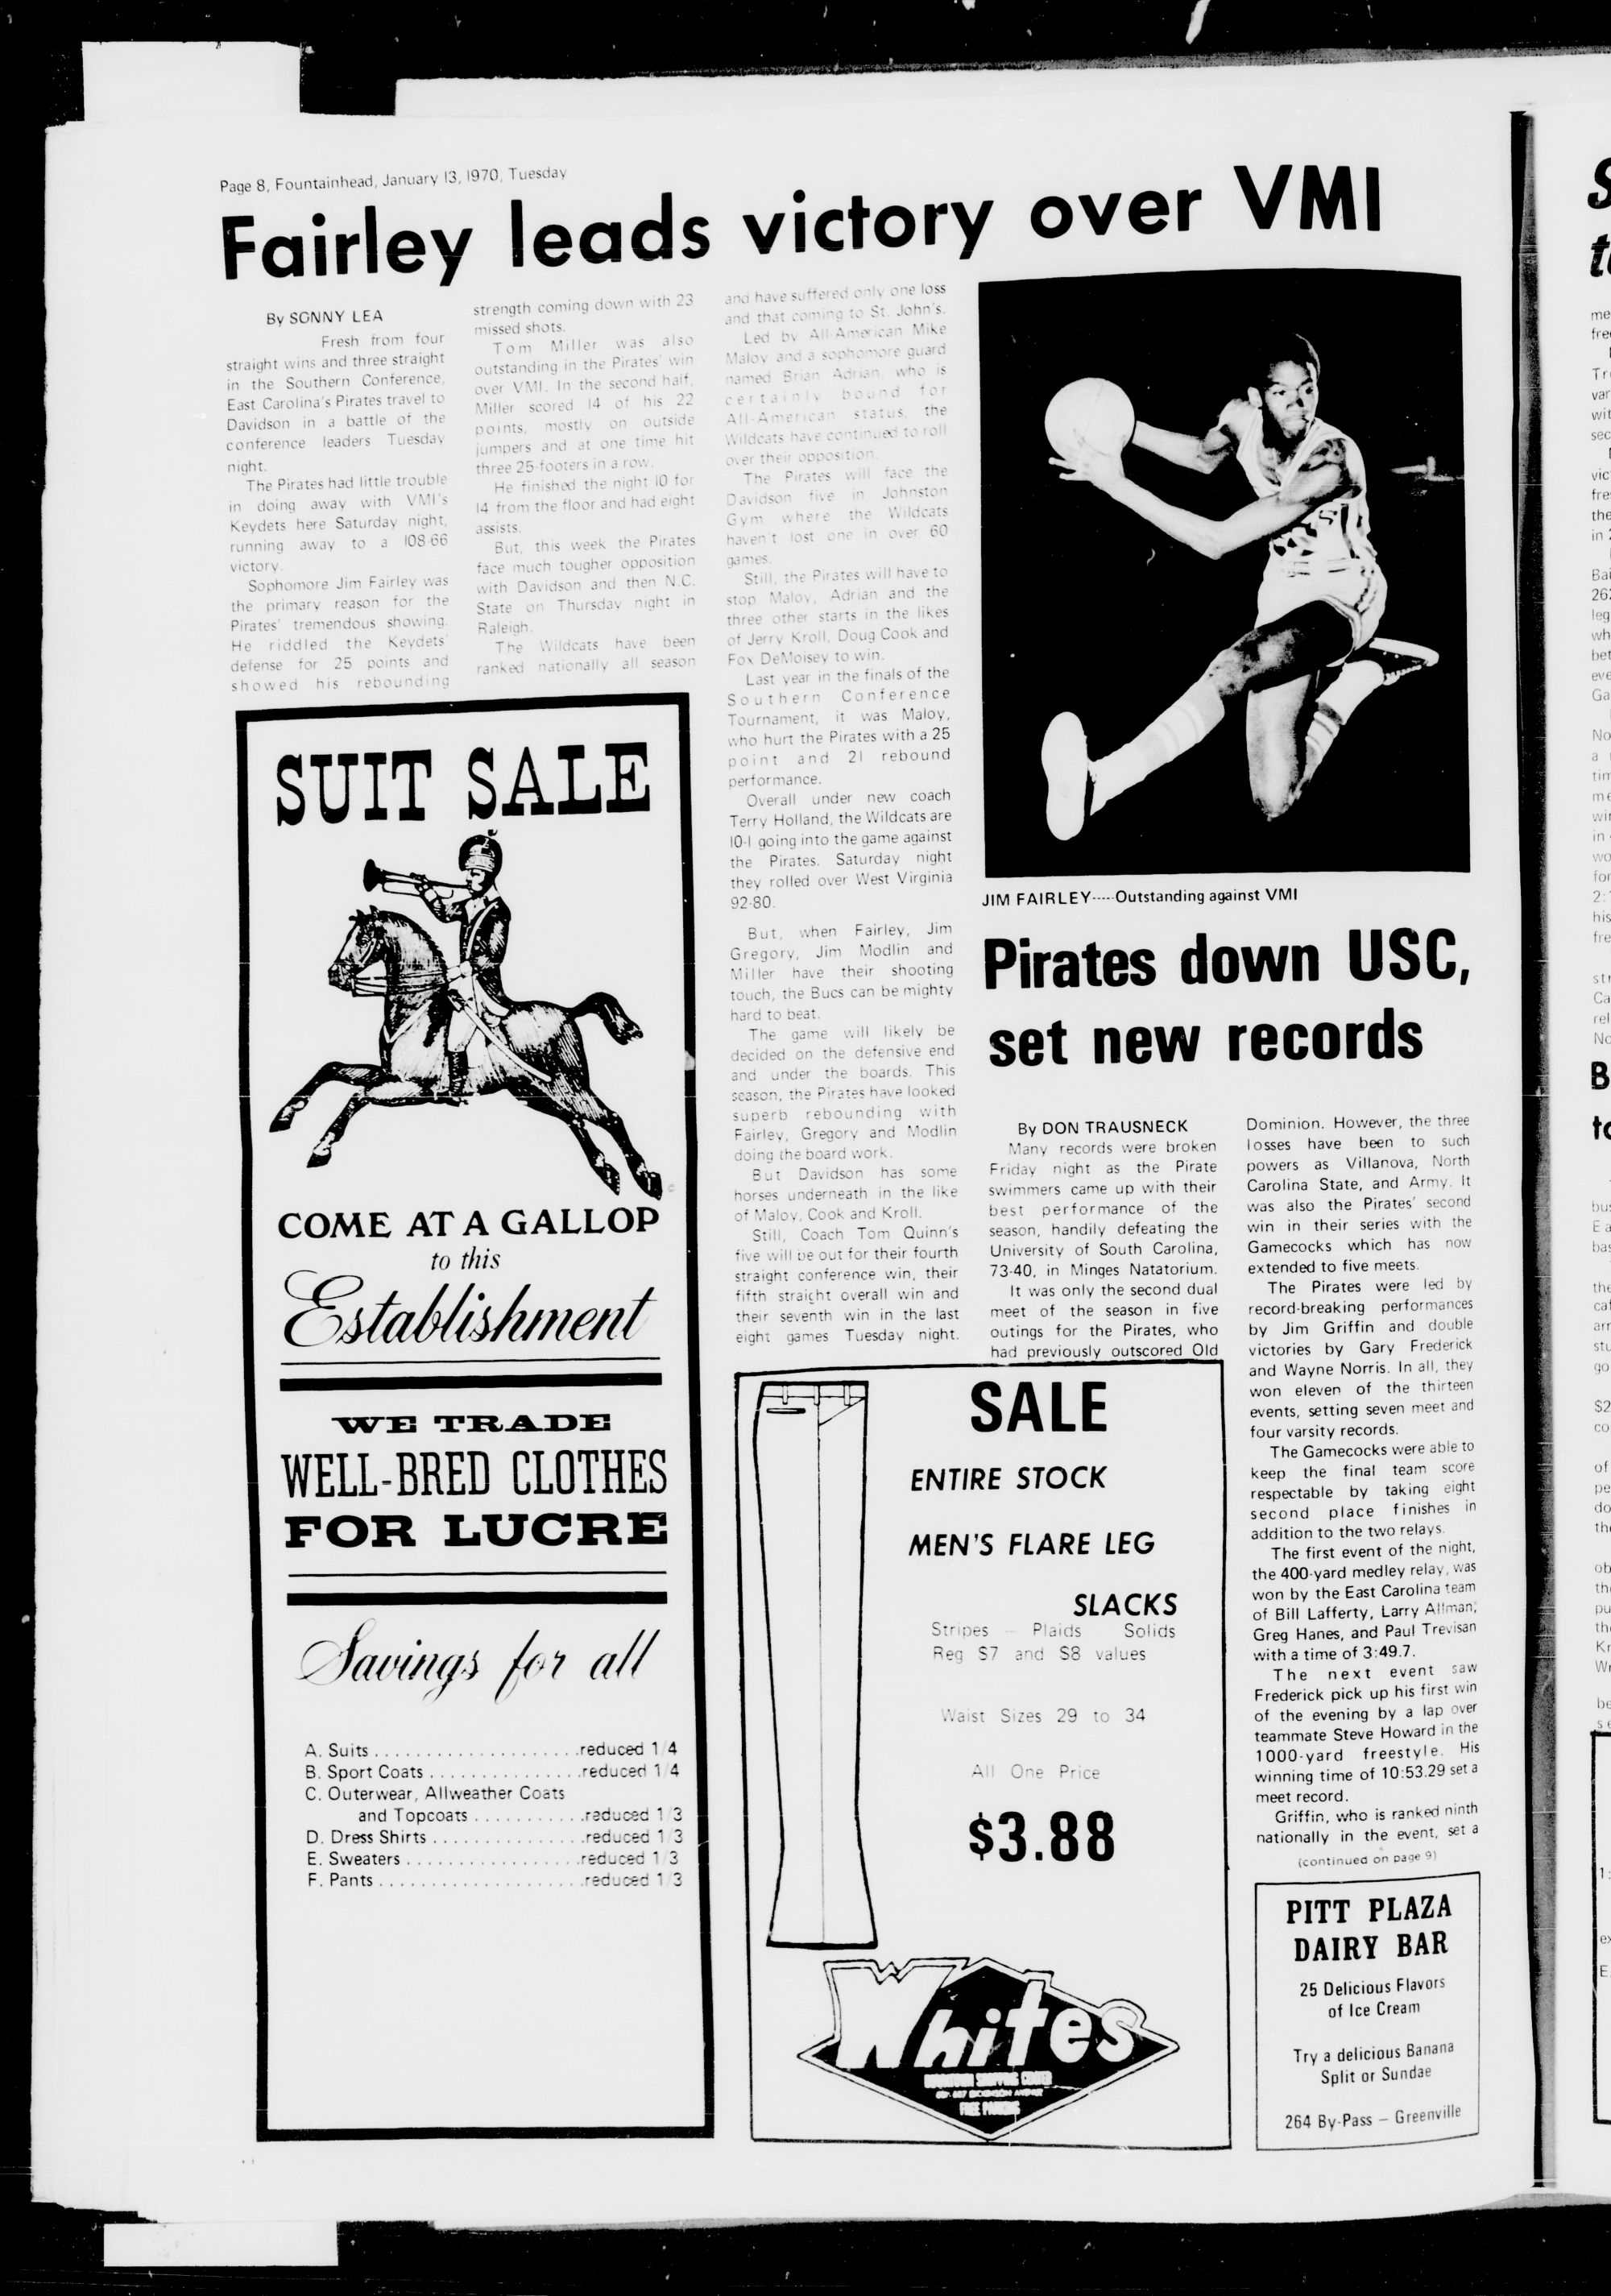 Page 8, Fountainhead, January 13, 1970, Tuesday
Fairley leads victory over VMI
By SONNY LEA
Fresh from four
straight wins and three straight
in the Southern Conference,
East Carolina's Pirates travel to
Davidson in a battle of the
conference leaders Tuesday
night.
The Pirates had little trouble
in doing away with VMI's
Keydets here Saturday night,
running away to a 108-66
victory.
Sophomore Jim Fairley was
the primary reason for the
Pirates' tremendous showing.
He riddled the Keydets'
defense for 25 points and
showed his rebounding
strength coming down with 23
missed shots.
Tom Miller was also
outstanding in the Pirates' win
over VMI. In the second half,
Miller scored 14 of his 22
points, mostly on outside
jumpers and at one time hit
three 25-footers in a row.
He finished the night 10 for
14 from the floor and had eight
assists.
But, this week the Pirates
face much tougher opposition
with Davidson and then N.C.
State on Thursday night in
Raleigh.
The Wildcats have been
ranked nationally all season
and have suffered only one loss
and that coming to St. John's.
Led by All-American Mike
Maloy and a sophomore guard
named Brian Adrian, who is
certainly bound for
All-American status, the
Wildcats have continued to roll
over their opposition.
The Pirates will face the
Davidson five in Johnston
Gym where the Wildcats
haven't lost one in over 60
games.
Still, the Pirates will have to
stop Maloy, Adrian and the
three other starts in the likes
of Jerry Kroll, Doug Cook and
Fox DeMoisey to win.
Last year in the finals of the
Southern Conference
Tournament, it was Maloy,
who hurt the Pirates with a 25
point and 21 rebound
performance.
Overall under new coach
Terry Holland, the Wildcats are
10-1 going into the game against
the Pirates. Saturday night
they rolled over West Virginia
92-80.
But, when Fairley, Jim
Gregory, Jim Modlin and
Miller have their shooting
touch, the Bucs can be mighty
hard to beat.
The game will likely be
decided on the defensive end
and under the boards. This
season, the Pirates have looked
superb rebounding with
Fairley, Gregory and Modlin
doing the board work.
But Davidson has some
horses underneath in the like
of Maloy, Cook and Kroll.
Still, Coach Tom Quinn's
five will be out for their fourth
straight conference win, their
fifth straight overall win and
their seventh win in the last
eight games Tuesday night.
JIM FAIRLEY-----Outstanding against VMI
Pirates down USC,
set new records
By DON TRAUSNECK
Many records were broken
Friday night as the Pirate
swimmers came up with their
best performance of the
season, handily defeating the
University of South Carolina,
73-40, in Minges Natatorium.
It was only the second dual
meet of the season in five
outings for the Pirates, who
had previously outscored Old
Dominion. However, the three
losses have been to such
powers as Villanova, North
Carolina State, and Army. It
was also the Pirates' second
win in their series with the
Gamecocks which has now
extended to five meets.
The Pirates were led by
record-breaking performances
by Jim Griffin and double
victories by Gary Frederick
and Wayne Norris. In all, they
won eleven of the thirteen
events, setting seven meet and
four varsity records.
The Gamecocks were able to
keep the final team score
respectable by taking eight
second place finishes in
addition to the two relays.
The first event of the night,
the 400-yard medley relay, was
won by the East Carolina team
of Bill Lafferty, Larry Allman,
Greg Hanes, and Paul Trevisan
with a time of 3:49.7.
The next event saw
Frederick pick up his first win
of the evening by a lap over
teammate Steve Howard in the
1000-yard freestyle. His
winning time of 10:53.29 set a
meet record.
Griffin, who is ranked ninth
nationally in the event, set a
(continued on page 9)
SUIT SALE
COME AT A GALLOP
to this
Establishment
WE TRADE
WELL-BRED CLOTHES
FOR LUCRE
Savings for all
A. Suits . . . . . . . . . . . . . . . . . . . .reduced 1/4
B. Sport Coats . . . . . . . . . . . . . . .reduced 1/4
C. Outerwear, Allweather Coats
and Topcoats . . . . . . . . . . .reduced 1/3
D. Dress Shirts . . . . . . . . . . . . . . .reduced 1/3
E. Sweaters . . . . . . . . . . . . . . . . .reduced 1/3
F. Pants . . . . . . . . . . . . . . . . . . . .reduced 1/3
SALE
ENTIRE STOCK
MEN'S FLARE LEG
SLACKS
Stripes – Plaids Solids
Reg $7 and $8 values
Waist Sizes 29 to 34
All One Price
$3.88
Whites
DOWNTOWN SHOPPING CENTER
DICKINSON AVENUE
FREE PARKING
PITT PLAZA
DAIRY BAR
25 Delicious Flavors
of Ice Cream
Try a delicious Banana
Split or Sundae
264 By-Pass – Greenville